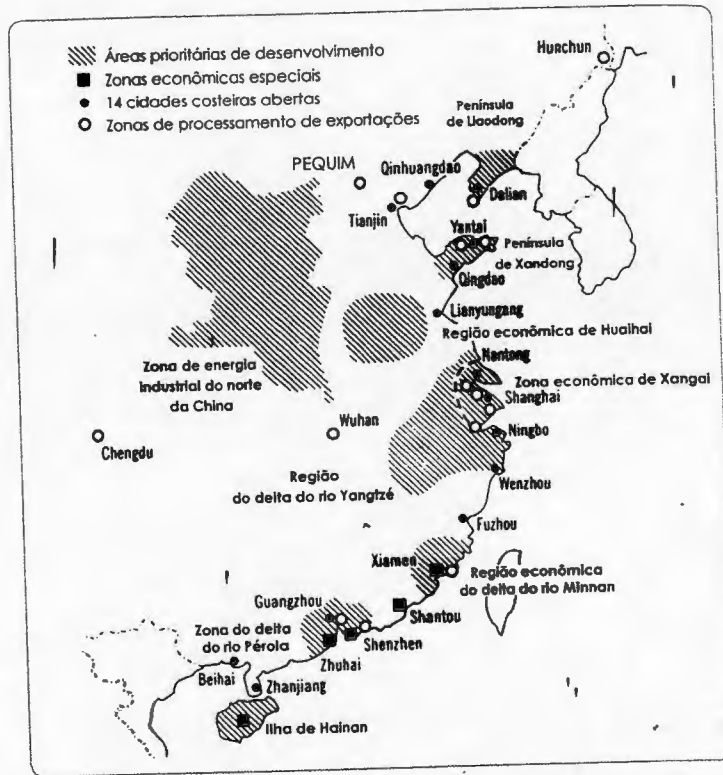 Áreas prioritárias de desenvolvimento
Zonas econômicas especiais
14 cidades costeiras abertas
Zonas de processamento de exportações
Hunchun
Península
de Liaodong
PEQUIM
Qinhuangdao
Dalian
Tianjin
Yantai
Península
de Xandong
Qingdao
Lianyungang
Região econômica de Huaihai
Nantong
Zona de energia
industrial do norte
da China
Zona econômica de Xangai
Shanghai
Wuhan
Ningbo
Chengdu
Região
do delta do rio Yangtzé
Wenzhou
Fuzhou
Xiamen
Região econômica
do delta do rio Minnan
Guangzhou
Shantou
Zona do delta
do rio Pérola
Shenzhen
Zhuhai
Beihai
Zhanjiang
Ilha de Hainan